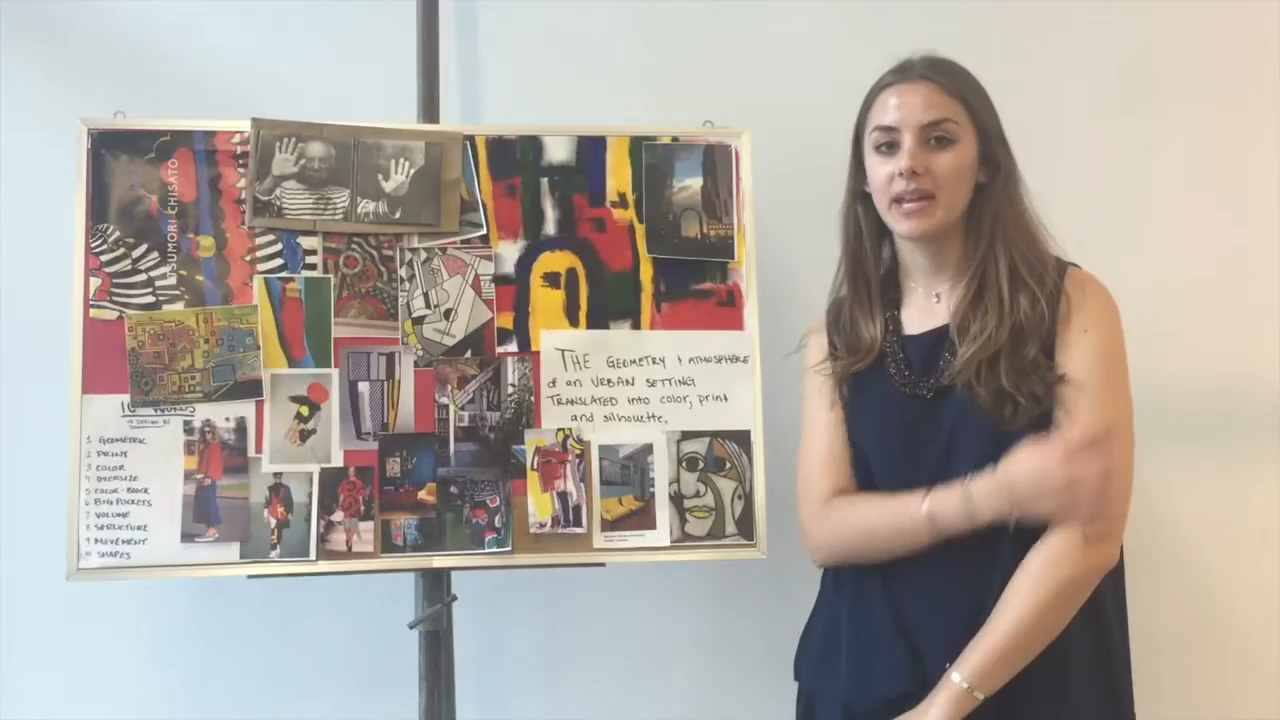 TSUMORI CHISATO
THE GEOMETRY + ATMOSPHERE
of an URBAN SETTING
TRANSLATED into color, print
and silhouette.
10 WORDS
1 GEOMETRIC
2 PRINT
3 COLOR
4 OVERSIZE
5 COLOR-BLOCK
6 BIG POCKETS
7 VOLUME
8 STRUCTURE
9 MOVEMENT
10 SHAPES